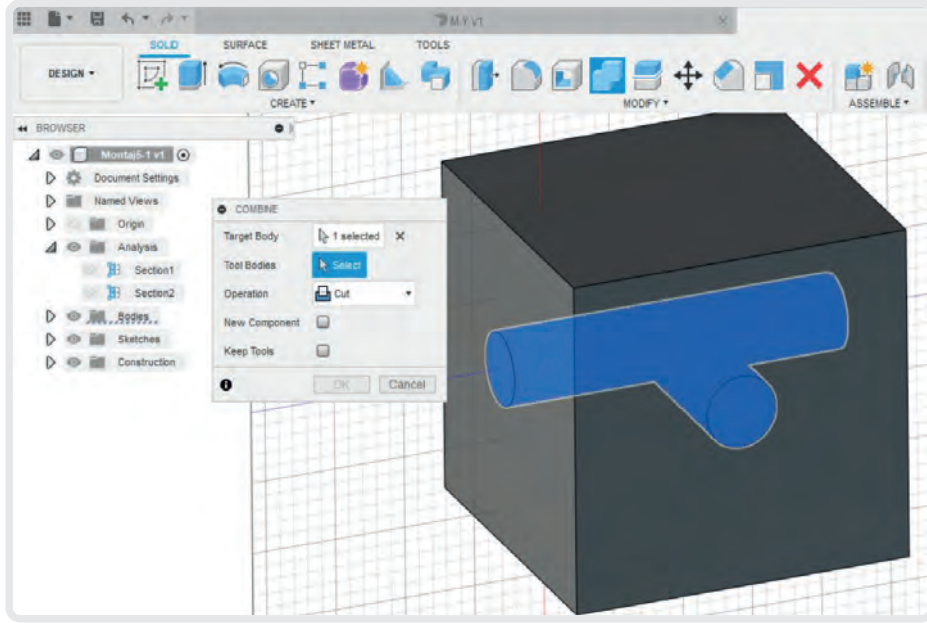 M.Y v1
SOLID SURFACE SHEET METAL TOOLS
DESIGN
CREATE MODIFY ASSEMBLE
BROWSER
Montaj5-1 v1
Document Settings
Named Views
Origin
Analysis
Section1
Section2
Bodies
Sketches
Construction
COMBINE
Target Body 1 selected
Tool Bodies Select
Operation Cut
New Component
Keep Tools
OK Cancel